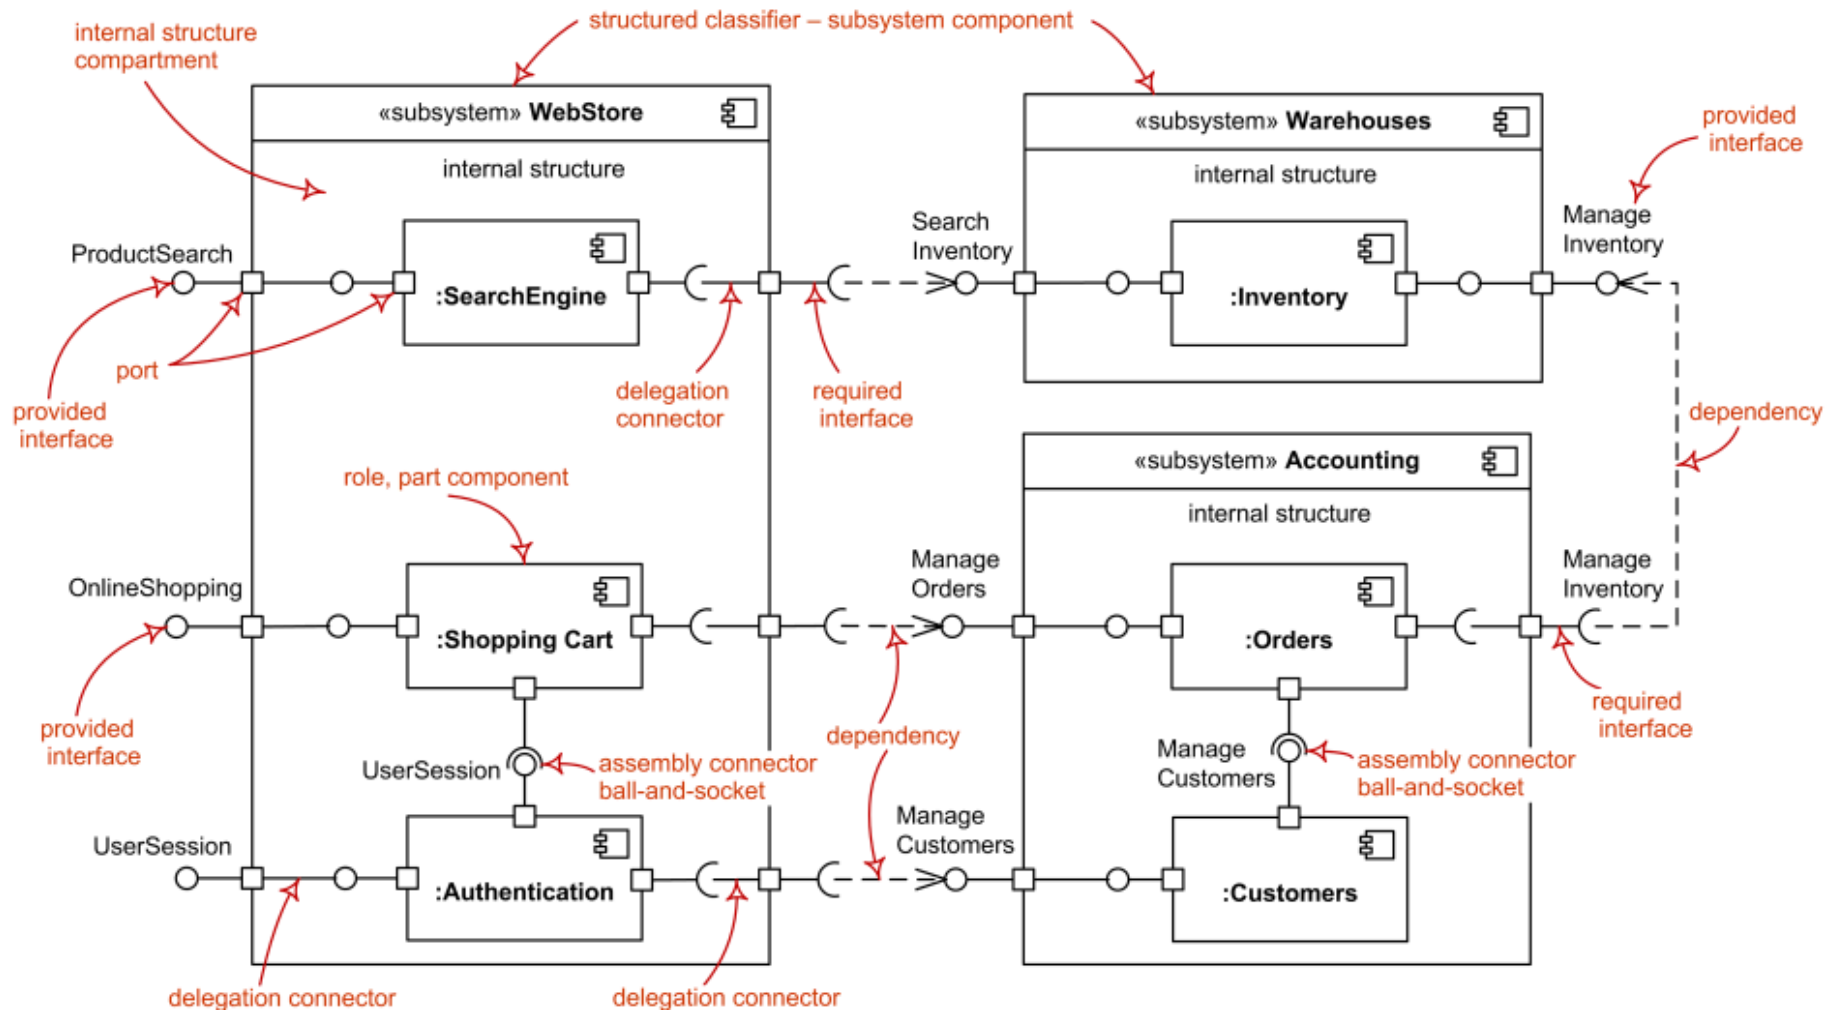 structured classifier – subsystem component
internal structure
compartment
«subsystem» WebStore
«subsystem» Warehouses
provided
interface
internal structure
internal structure
ProductSearch
Search
Inventory
Manage
Inventory
:SearchEngine
:Inventory
port
provided
interface
delegation
connector
required
interface
dependency
«subsystem» Accounting
role, part component
internal structure
OnlineShopping
Manage
Orders
Manage
Inventory
:Shopping Cart
:Orders
provided
interface
dependency
required
interface
UserSession
assembly connector
ball-and-socket
Manage
Customers
assembly connector
ball-and-socket
UserSession
Manage
Customers
:Authentication
:Customers
delegation connector
delegation connector